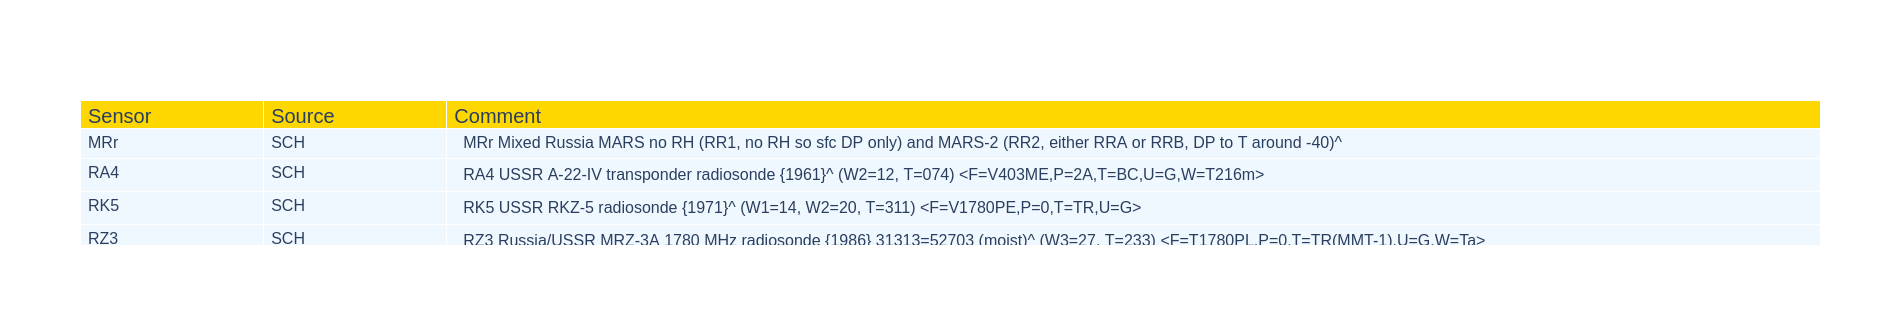 Sensor Source Comment
MRr SCH MRr Mixed Russia MARS no RH (RR1, no RH so sfc DP only) and MARS-2 (RR2, either RRA or RRB, DP to T around -40)^
RA4 SCH RA4 USSR A-22-IV transponder radiosonde {1961}^ (W2=12, T=074) <F=V403ME,P=2A,T=BC,U=G,W=T216m>
RK5 SCH RK5 USSR RKZ-5 radiosonde {1971}^ (W1=14, W2=20, T=311) <F=V1780PE,P=0,T=TR,U=G>
RZ3 SCH RZ3 Russia/USSR MRZ-3A 1780 MHz radiosonde {1986} 31313=52703 (moist)^ (W3=27, T=233) <F=T1780PL,P=0,T=TR(MMT-1),U=G,W=Ta>